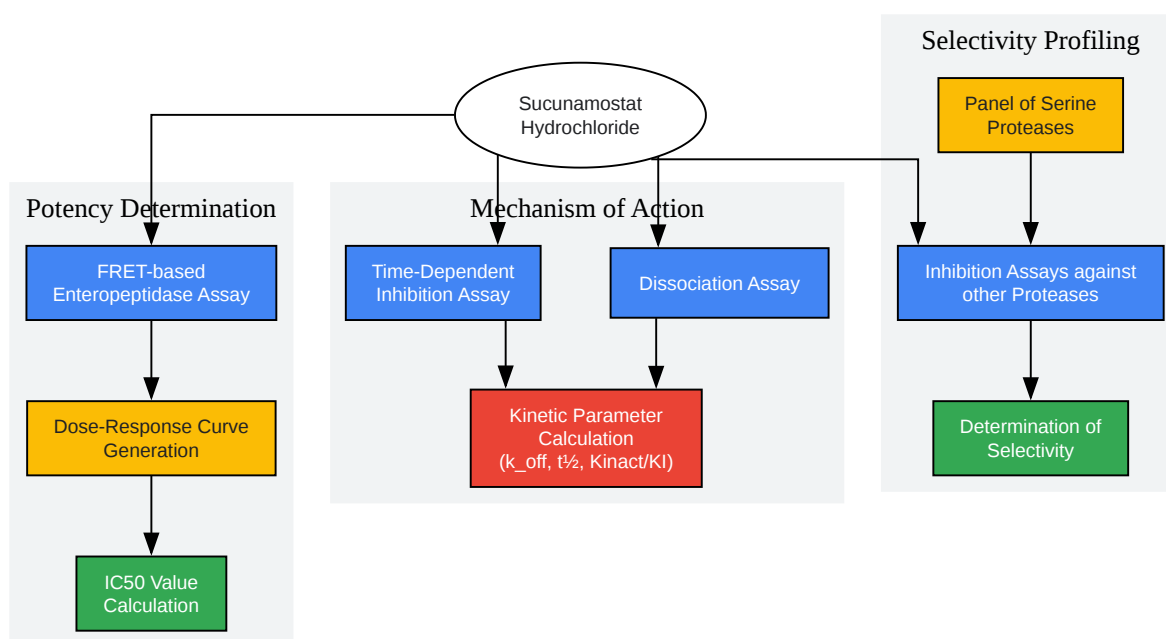 Selectivity Profiling
Sucunamostat
Hydrochloride
Panel of Serine
Proteases
Potency Determination
Mechanism of Action
FRET-based
Enteropeptidase Assay
Time-Dependent
Inhibition Assay
Dissociation Assay
Inhibition Assays against
other Proteases
Dose-Response Curve
Generation
Kinetic Parameter
Calculation
(k_off, t½, Kinact/KI)
Determination of
Selectivity
IC50 Value
Calculation